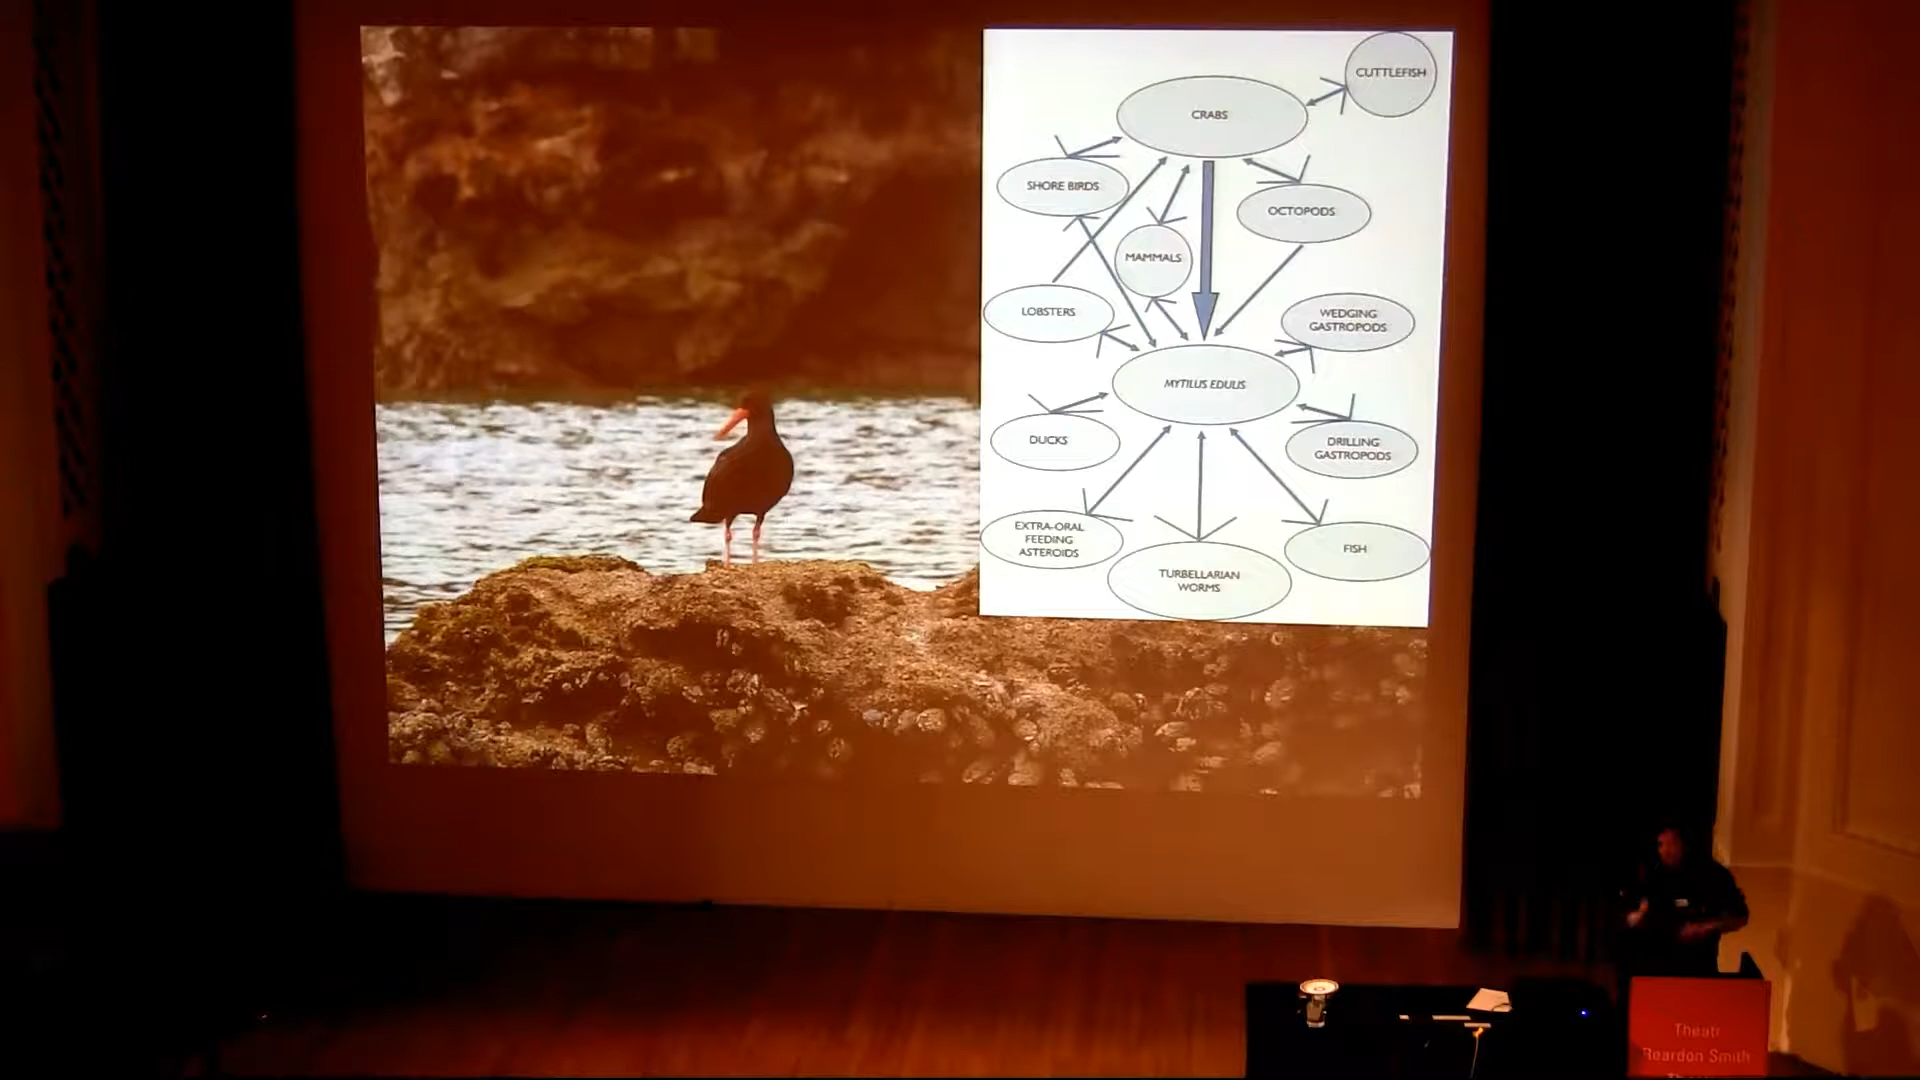 CUTTLEFISH
CRABS
SHORE BIRDS
OCTOPODS
MAMMALS
LOBSTERS
WEDGING
GASTROPODS
MYTILUS EDULIS
DUCKS
DRILLING
GASTROPODS
EXTRA-ORAL
FEEDING
ASTEROIDS
FISH
TURBELLARIAN
WORMS
Theatr
Reardon Smith